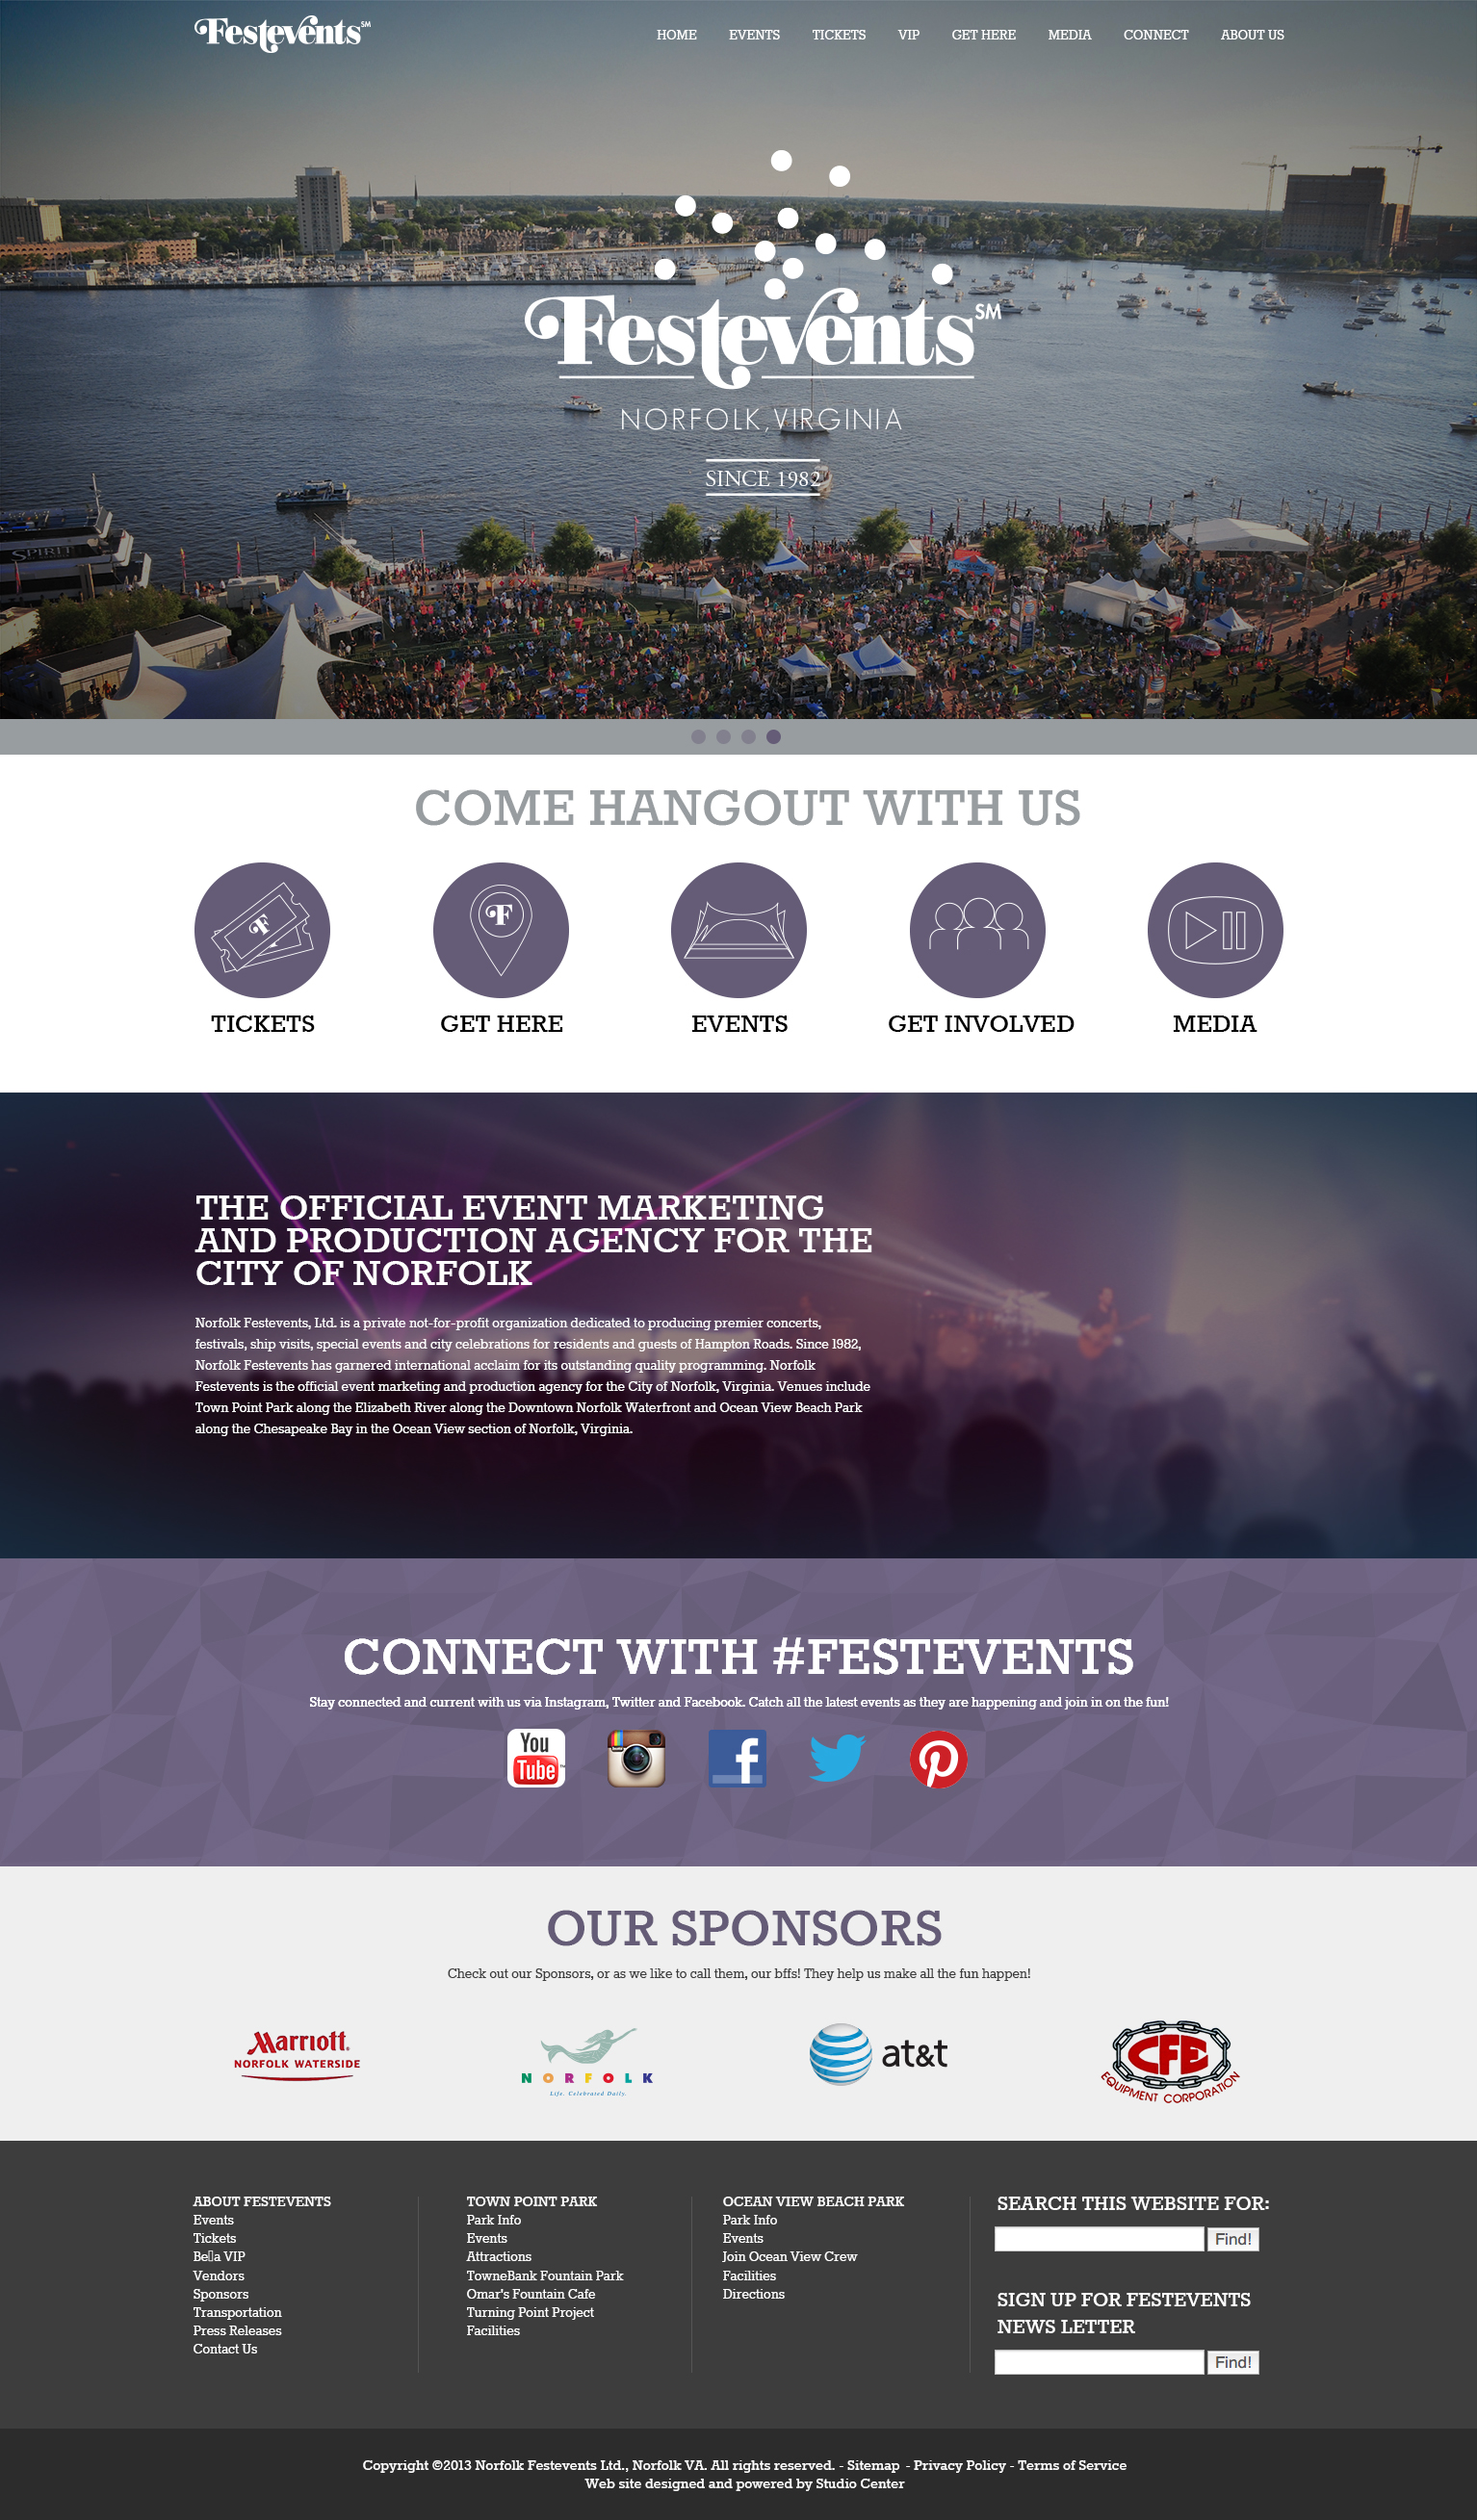 Festevents SM
HOME EVENTS TICKETS VIP GET HERE MEDIA CONNECT ABOUT US
Festevents SM
NORFOLK, VIRGINIA
SINCE 1982
SPIRIT
COME HANGOUT WITH US
F
F
TICKETS GET HERE EVENTS GET INVOLVED MEDIA
THE OFFICIAL EVENT MARKETING
AND PRODUCTION AGENCY FOR THE
CITY OF NORFOLK
Norfolk Festevents, Ltd. is a private not-for-profit organization dedicated to producing premier concerts,
festivals, ship visits, special events and city celebrations for residents and guests of Hampton Roads. Since 1982,
Norfolk Festevents has garnered international acclaim for its outstanding quality programming. Norfolk
Festevents is the official event marketing and production agency for the City of Norfolk, Virginia. Venues include
Town Point Park along the Elizabeth River along the Downtown Norfolk Waterfront and Ocean View Beach Park
along the Chesapeake Bay in the Ocean View section of Norfolk, Virginia.
CONNECT WITH #FESTEVENTS
Stay connected and current with us via Instagram, Twitter and Facebook. Catch all the latest events as they are happening and join in on the fun!
You
Tube
OUR SPONSORS
Check out our Sponsors, or as we like to call them, our bffs! They help us make all the fun happen!
Marriott
NORFOLK WATERSIDE
NORFOLK
Life. Celebrated Daily.
at&t
CFE
EQUIPMENT CORPORATION
ABOUT FESTEVENTS
Events
Tickets
Be▯a VIP
Vendors
Sponsors
Transportation
Press Releases
Contact Us
TOWN POINT PARK
Park Info
Events
Attractions
TowneBank Fountain Park
Omar's Fountain Cafe
Turning Point Project
Facilities
OCEAN VIEW BEACH PARK
Park Info
Events
Join Ocean View Crew
Facilities
Directions
SEARCH THIS WEBSITE FOR:
Find!
SIGN UP FOR FESTEVENTS
NEWS LETTER
Find!
Copyright ©2013 Norfolk Festevents Ltd., Norfolk VA. All rights reserved. - Sitemap - Privacy Policy - Terms of Service
Web site designed and powered by Studio Center